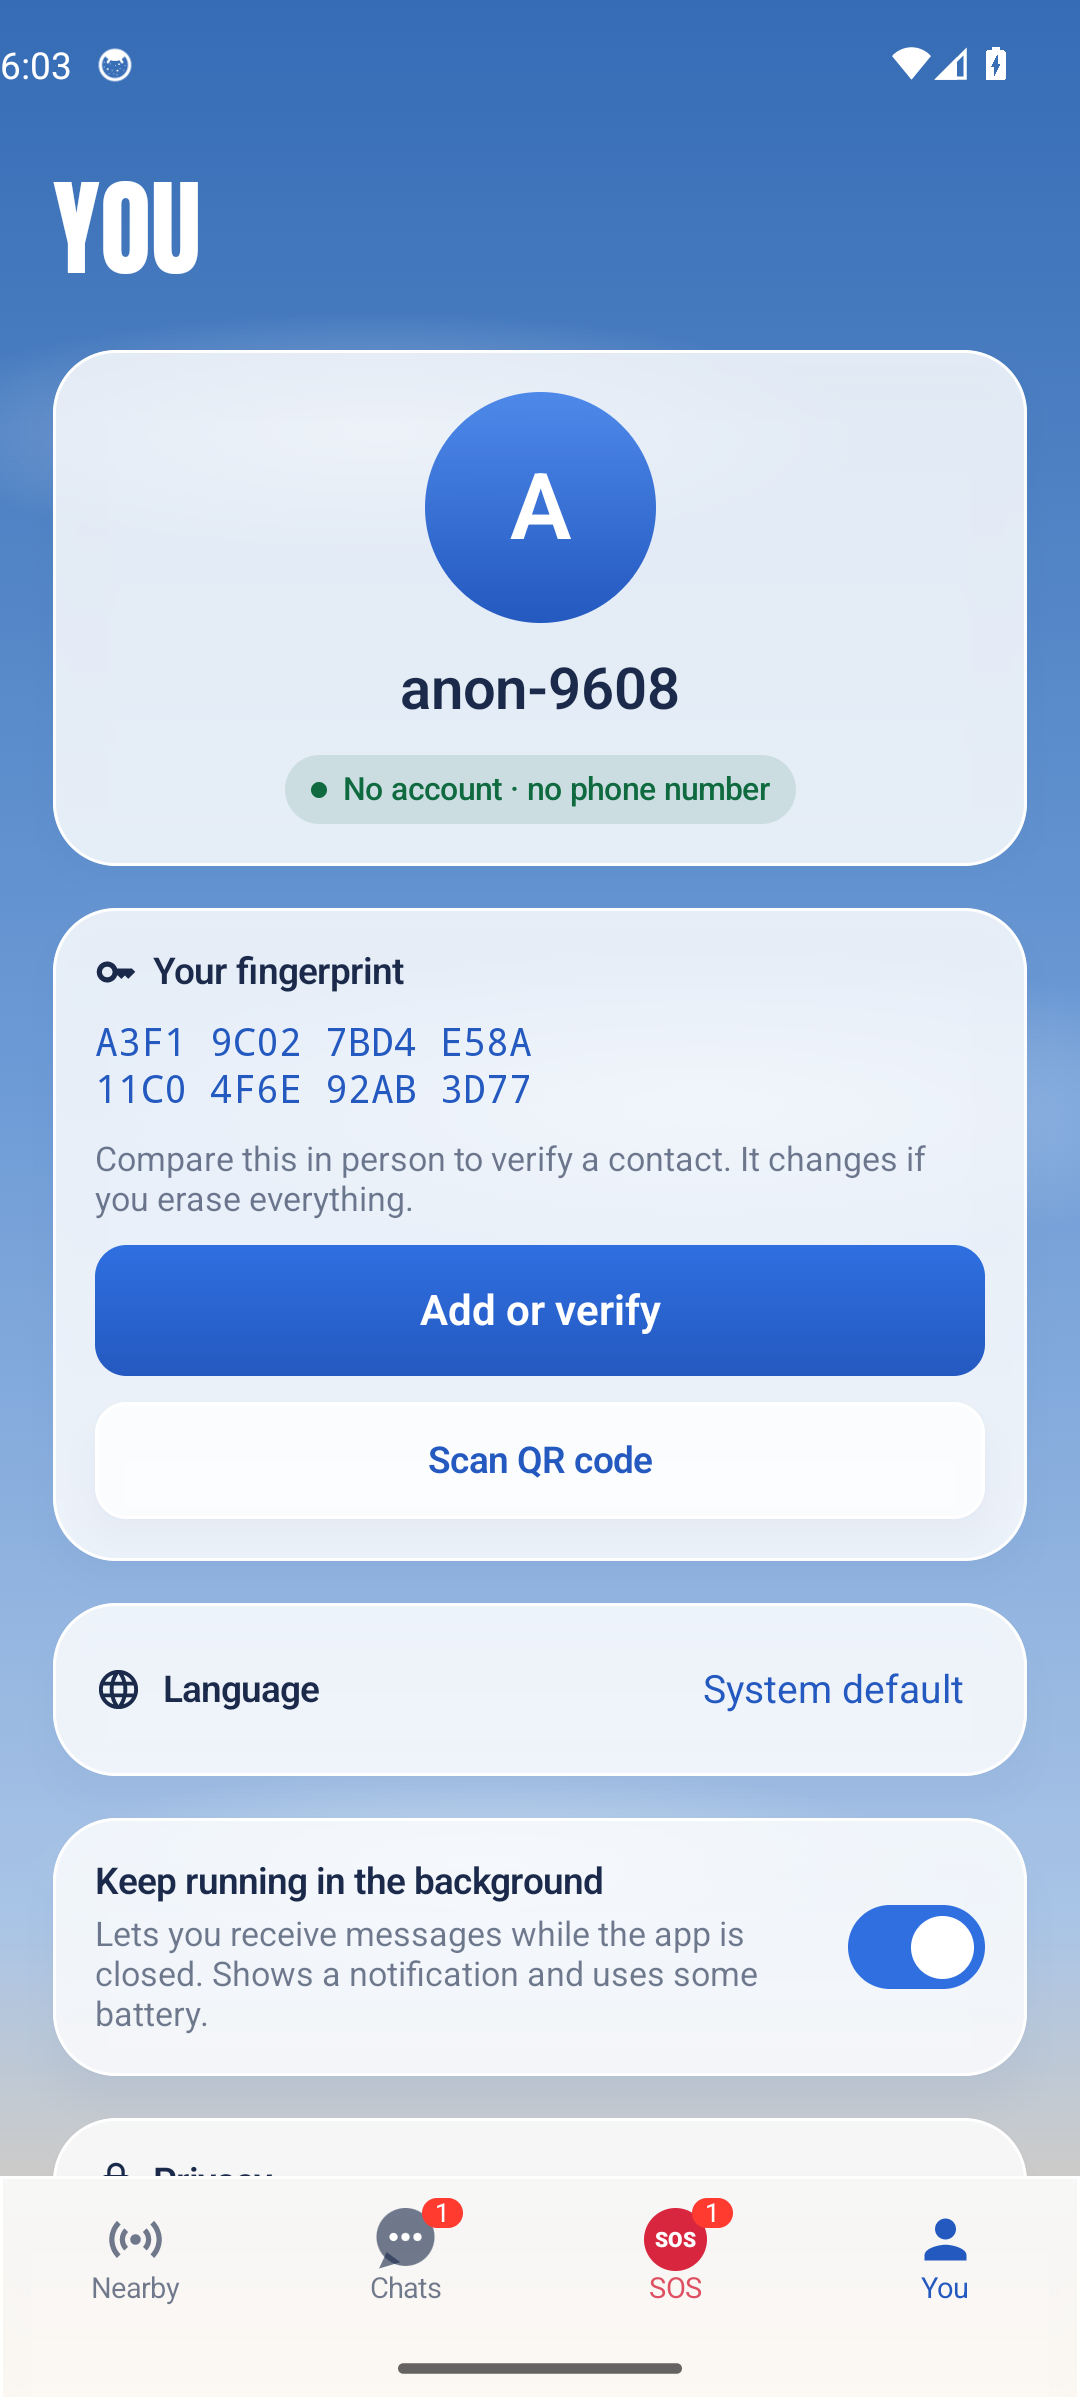 6:03
YOU
A
anon-9608
No account · no phone number
Your fingerprint
A3F1 9C02 7BD4 E58A
11C0 4F6E 92AB 3D77
Compare this in person to verify a contact. It changes if
you erase everything.
Add or verify
Scan QR code
Language
System default
Keep running in the background
Lets you receive messages while the app is
closed. Shows a notification and uses some
battery.
Privacy
1
1
SOS
Nearby
Chats
SOS
You